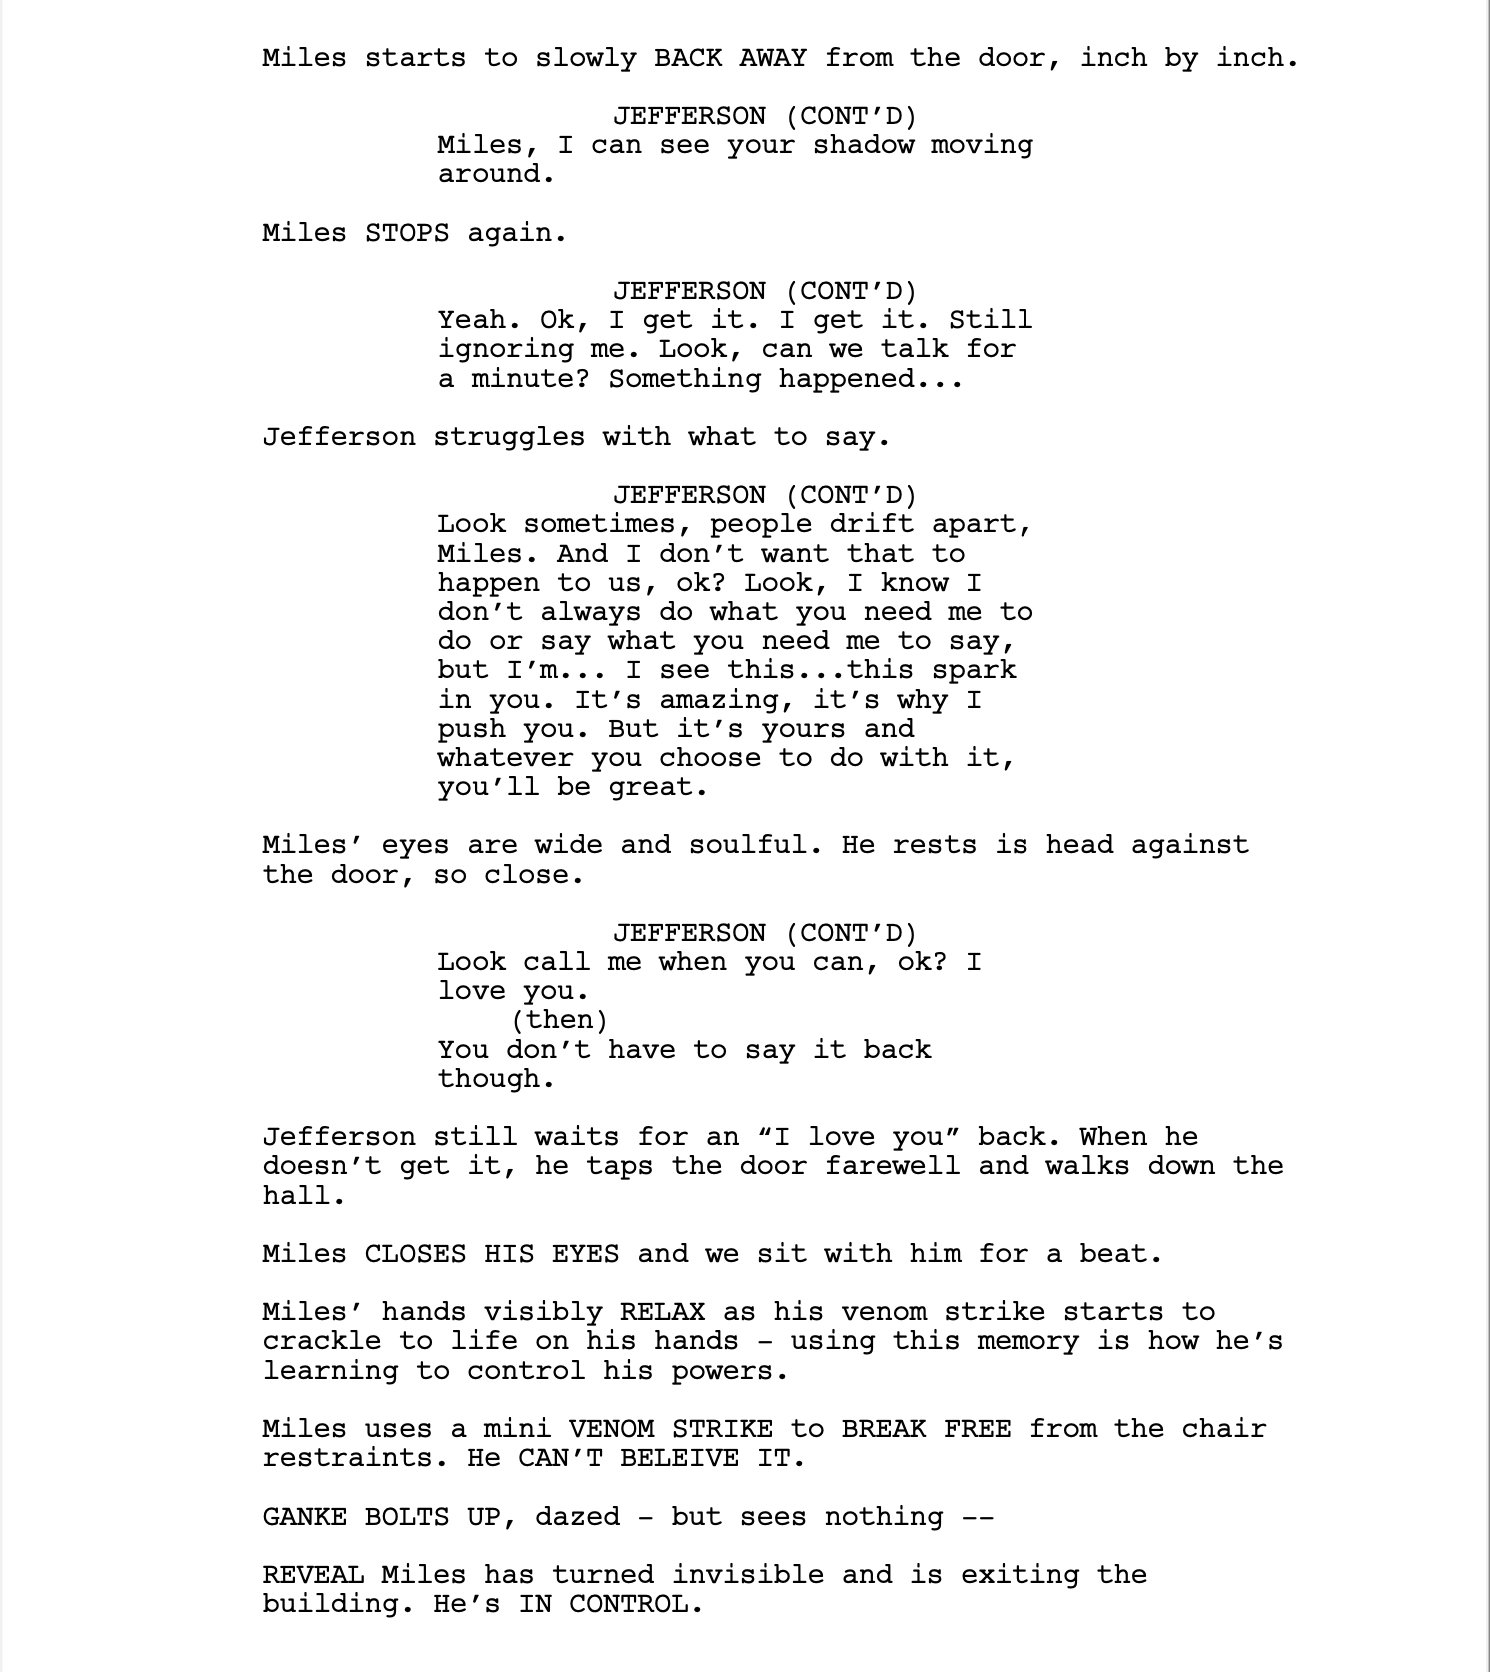 Miles starts to slowly BACK AWAY from the door, inch by inch.
JEFFERSON (CONT’D)
Miles, I can see your shadow moving
around.
Miles STOPS again.
JEFFERSON (CONT’D)
Yeah. Ok, I get it. I get it. Still
ignoring me. Look, can we talk for
a minute? Something happened...
Jefferson struggles with what to say.
JEFFERSON (CONT’D)
Look sometimes, people drift apart,
Miles. And I don’t want that to
happen to us, ok? Look, I know I
don’t always do what you need me to
do or say what you need me to say,
but I’m... I see this...this spark
in you. It’s amazing, it’s why I
push you. But it’s yours and
whatever you choose to do with it,
you’ll be great.
Miles’ eyes are wide and soulful. He rests is head against
the door, so close.
JEFFERSON (CONT’D)
Look call me when you can, ok? I
love you.
(then)
You don’t have to say it back
though.
Jefferson still waits for an “I love you” back. When he
doesn’t get it, he taps the door farewell and walks down the
hall.
Miles CLOSES HIS EYES and we sit with him for a beat.
Miles’ hands visibly RELAX as his venom strike starts to
crackle to life on his hands – using this memory is how he’s
learning to control his powers.
Miles uses a mini VENOM STRIKE to BREAK FREE from the chair
restraints. He CAN’T BELEIVE IT.
GANKE BOLTS UP, dazed – but sees nothing --
REVEAL Miles has turned invisible and is exiting the
building. He’s IN CONTROL.